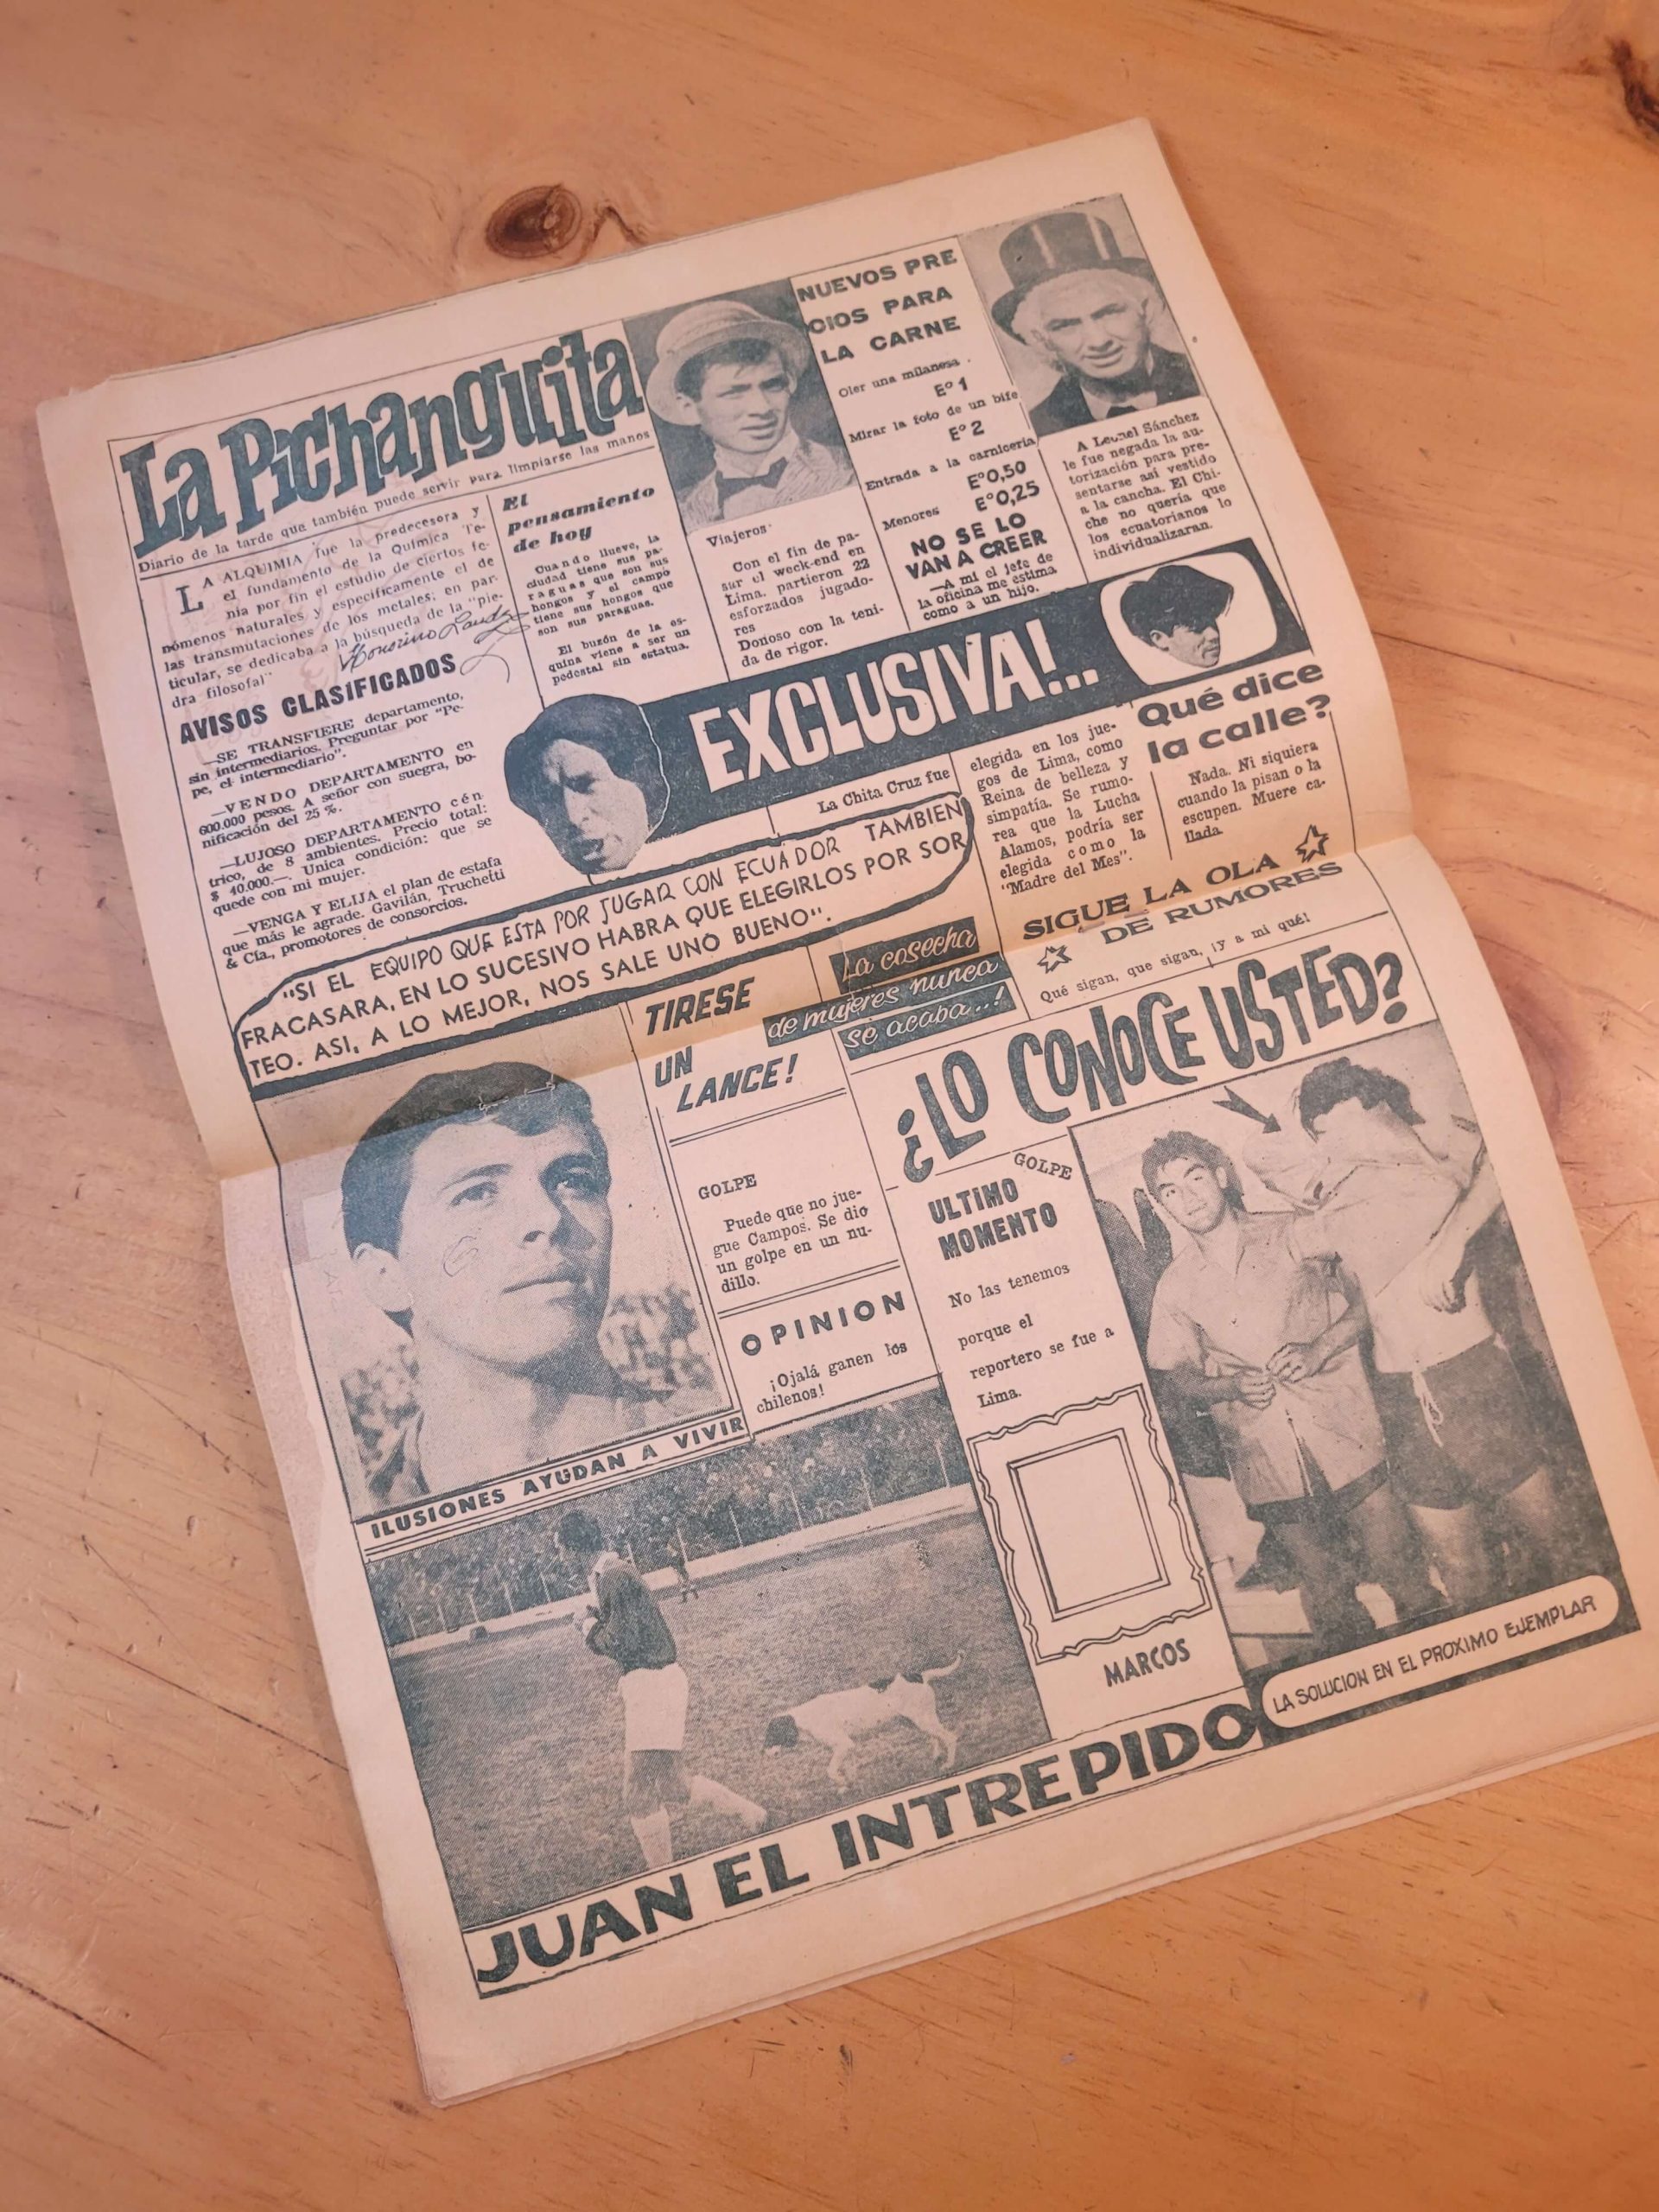 La Pichanguita
Diario de la tarde que también puede servir para limpiarse las manos
LA ALQUIMIA fue la predecesora y
el fundamento de la Química. Te-
nía por fin el estudio de ciertos fe-
nómenos naturales y específicamente el de
las transmutaciones de los metales; en par-
ticular, se dedicaba a la búsqueda de la "pie-
dra filosofal"
Honorino Landa
AVISOS CLASIFICADOS
—SE TRANSFIERE departamento,
sin intermediarios. Preguntar por "Pe-
pe, el intermediario".
—VENDO DEPARTAMENTO en
600.000 pesos. A señor con suegra, bo-
nificación del 25 %.
—LUJOSO DEPARTAMENTO cén-
trico, de 8 ambientes. Precio total:
$ 40.000.—. Unica condición: que se
quede con mi mujer.
—VENGA Y ELIJA el plan de estafa
que más le agrade. Gavilán, Truchetti
& Cía., promotores de consorcios.
El
pensamiento
de hoy
Cuando llueve, la
ciudad tiene sus pa-
raguas que son sus
hongos y el campo
tiene sus hongos que
son sus paraguas.
El buzón de la es-
quina viene a ser un
pedestal sin estatua.
Viajeros
Con el fin de pa-
sar el week-end en
Lima, partieron 22
esforzados jugado-
res
Donoso con la teni-
da de rigor.
NUEVOS PRE
CIOS PARA
LA CARNE
Oler una milanesa
Eº 1
Mirar la foto de un bife
Eº 2
Entrada a la carnicería
Eº0,50
Menores Eº0,25
NO SE LO
VAN A CREER
—A mí el jefe de
la oficina me estima
como a un hijo.
A Leonel Sánchez
le fue negada la au-
torización para pre-
sentarse así vestido
a la cancha. El Chi-
che no quería que
los ecuatorianos lo
individualizaran.
EXCLUSIVA!...
La Chita Cruz fue
elegida en los jue-
gos de Lima, como
Reina de belleza y
simpatía. Se rumo-
rea que la Lucha
Alamos, podría ser
elegida como la
"Madre del Mes".
Qué dice
la calle?
Nada. Ni siquiera
cuando la pisan o la
escupen. Muere ca-
llada.
SIGUE LA OLA
DE RUMORES
Qué sigan, que sigan, ¡y a mi qué!
"SI EL EQUIPO QUE ESTA POR JUGAR CON ECUADOR TAMBIEN
FRACASARA, EN LO SUCESIVO HABRA QUE ELEGIRLOS POR SOR
TEO. ASI, A LO MEJOR, NOS SALE UNO BUENO".
TIRESE
UN
LANCE!
La cosecha
de mujeres nunca
se acaba...!
GOLPE
Puede que no jue-
gue Campos. Se dio
un golpe en un nu-
dillo.
OPINION
¡Ojalá ganen los
chilenos!
ILUSIONES AYUDAN A VIVIR
¿LO CONOCE USTED?
GOLPE
ULTIMO
MOMENTO
No las tenemos
porque el
reportero se fue a
Lima.
MARCOS
LA SOLUCION EN EL PROXIMO EJEMPLAR
JUAN EL INTREPIDO